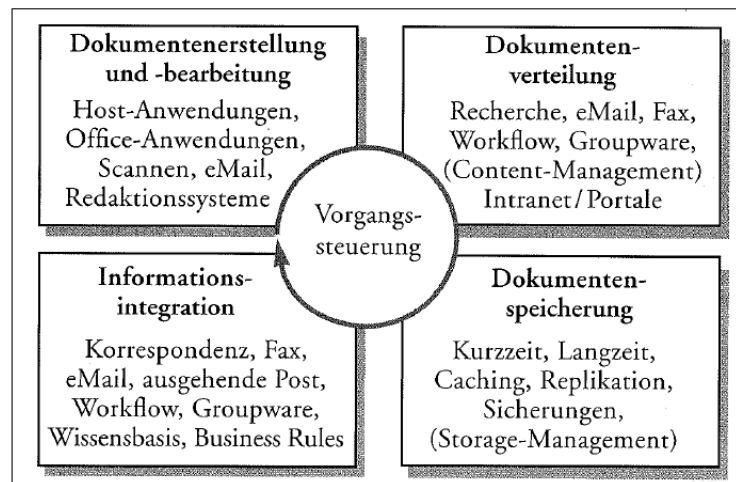 Dokumentenerstellung
und -bearbeitung
Host-Anwendungen,
Office-Anwendungen,
Scannen, eMail,
Redaktionssysteme
Dokumenten-
verteilung
Recherche, eMail, Fax,
Workflow, Groupware,
(Content-Management)
Intranet/Portale
Vorgangs-
steuerung
Informations-
integration
Korrespondenz, Fax,
eMail, ausgehende Post,
Workflow, Groupware,
Wissensbasis, Business Rules
Dokumenten-
speicherung
Kurzzeit, Langzeit,
Caching, Replikation,
Sicherungen,
(Storage-Management)